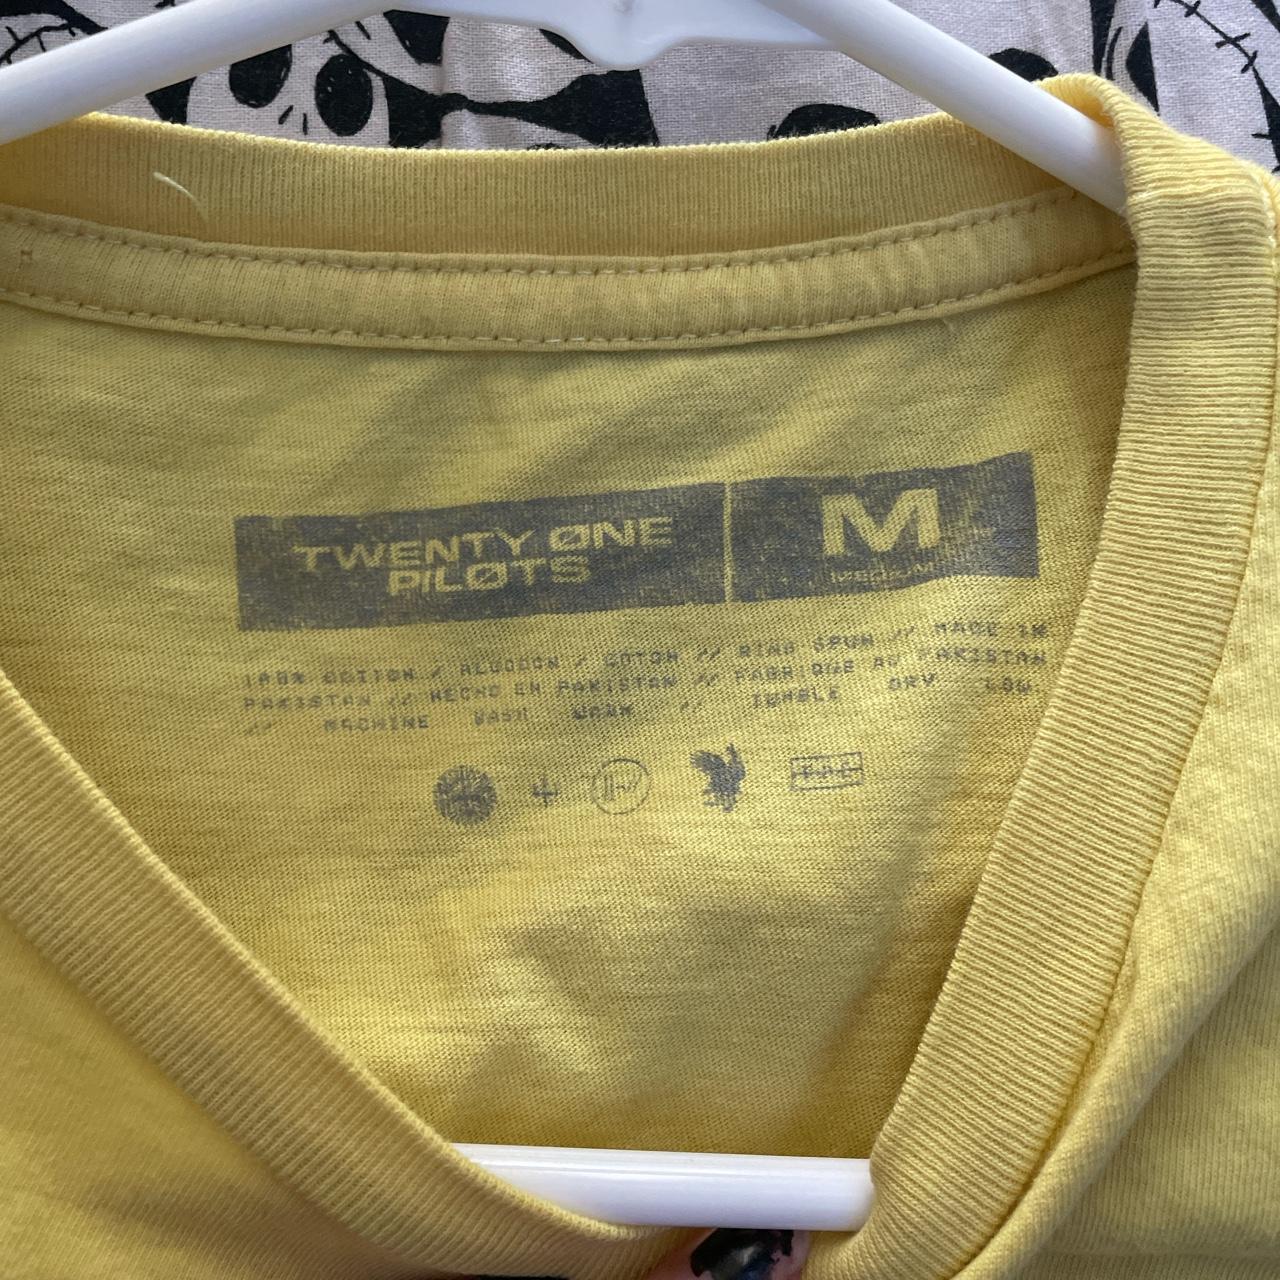 TWENTY ØNE
PILØTS
M
MEDIUM
100% COTTON / ALGODON / COTON // RING SPUN // MADE IN
PAKISTAN // HECHO EN PAKISTAN // FABRIQUE AU PAKISTAN
// MACHINE WASH WARM // TUMBLE DRY LOW